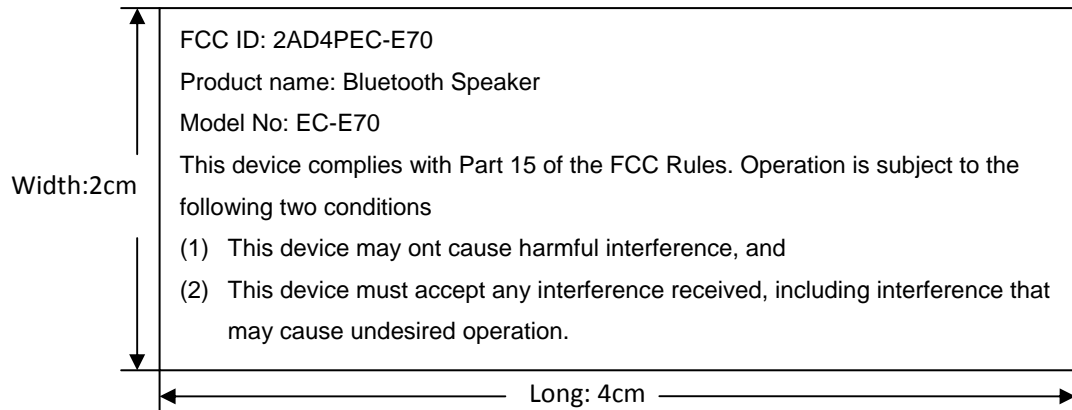 FCC ID: 2AD4PEC-E70
Product name: Bluetooth Speaker
Model No: EC-E70
This device complies with Part 15 of the FCC Rules. Operation is subject to the
following two conditions
(1) This device may ont cause harmful interference, and
(2) This device must accept any interference received, including interference that
may cause undesired operation.
Width:2cm
Long: 4cm